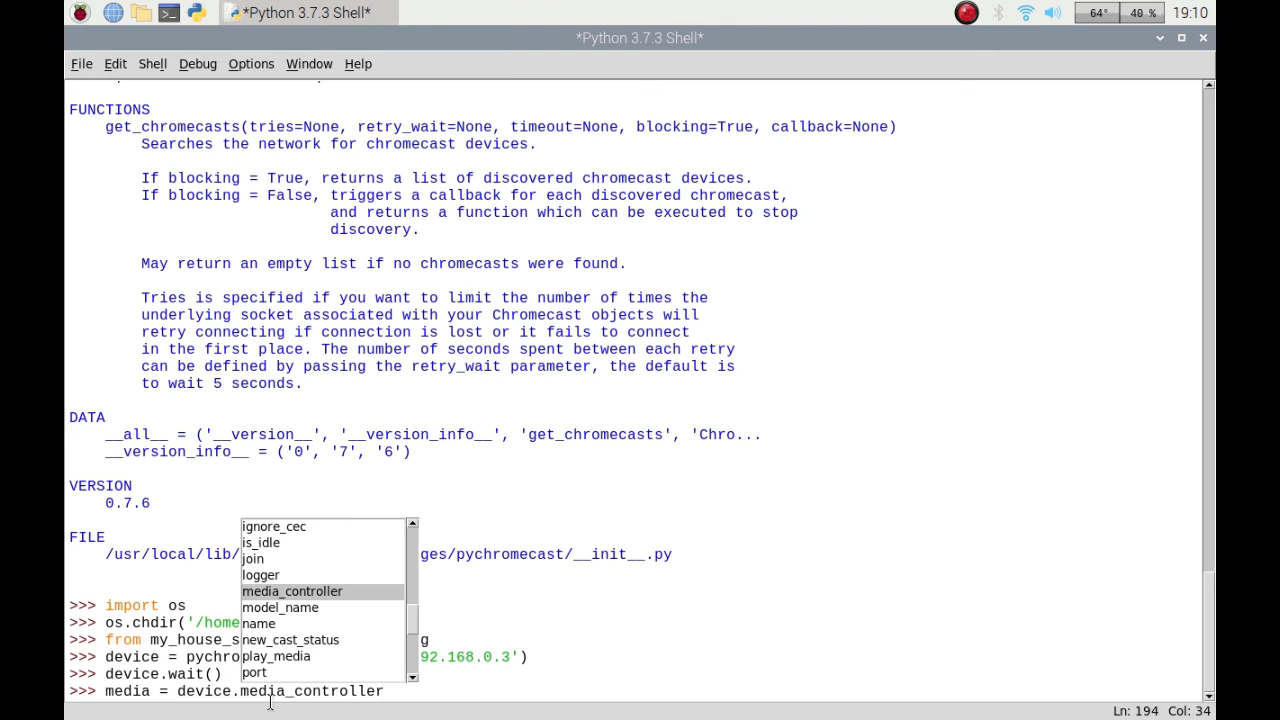 *Python 3.7.3 Shell*
64° 40 % 19:10
*Python 3.7.3 Shell*
File Edit Shell Debug Options Window Help
FUNCTIONS
get_chromecasts(tries=None, retry_wait=None, timeout=None, blocking=True, callback=None)
Searches the network for chromecast devices.
If blocking = True, returns a list of discovered chromecast devices.
If blocking = False, triggers a callback for each discovered chromecast,
and returns a function which can be executed to stop
discovery.
May return an empty list if no chromecasts were found.
Tries is specified if you want to limit the number of times the
underlying socket associated with your Chromecast objects will
retry connecting if connection is lost or it fails to connect
in the first place. The number of seconds spent between each retry
can be defined by passing the retry_wait parameter, the default is
to wait 5 seconds.
DATA
__all__ = ('__version__', '__version_info__', 'get_chromecasts', 'Chro...
__version_info__ = ('0', '7', '6')
VERSION
0.7.6
FILE
/usr/local/lib/ ges/pychromecast/__init__.py
>>> import os
>>> os.chdir('/home
>>> from my_house_s g
>>> device = pychro 92.168.0.3')
>>> device.wait()
>>> media = device.media_controller
ignore_cec
is_idle
join
logger
media_controller
model_name
name
new_cast_status
play_media
port
Ln: 194 Col: 34